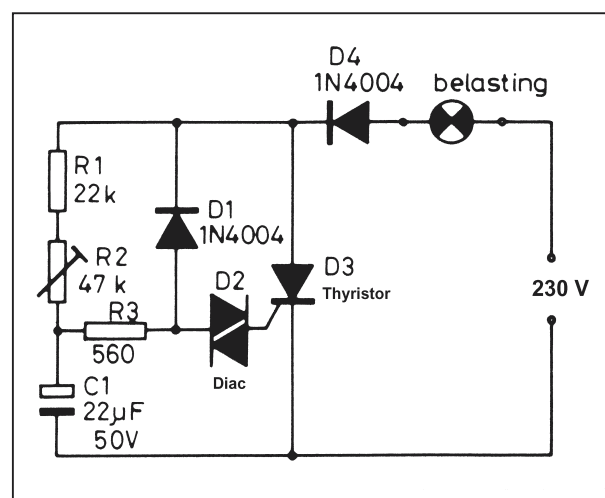 D4
1N4004
belasting
R1
22k
D1
1N4004
R2
47 k
D2
D3
Thyristor
230 V
R3
560
Diac
C1
22µF
50V